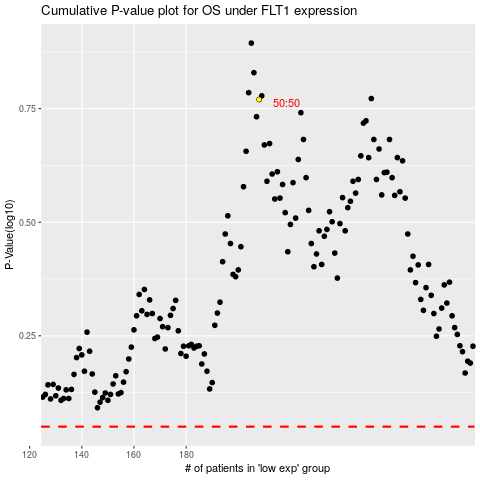 Cumulative P-value plot for OS under FLT1 expression
P-Value(log10)
0.75
0.50
0.25
50:50
120 140 160 180
# of patients in 'low exp' group